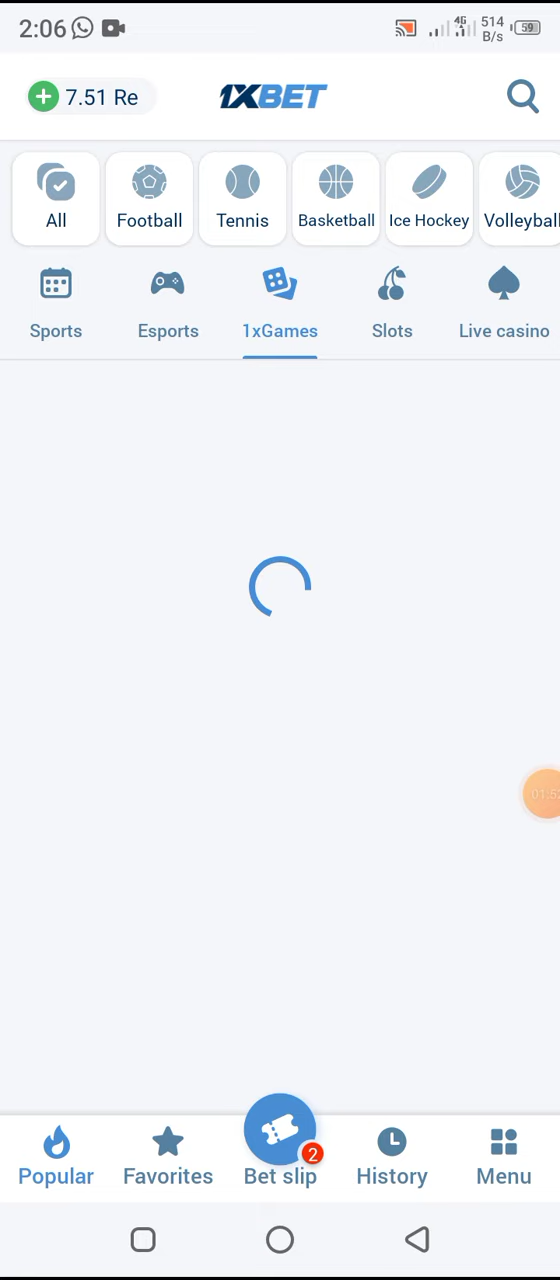 2:06 4G 514 B/s 59
7.51 Re 1XBET
All Football Tennis Basketball Ice Hockey Volleyball
Sports Esports 1xGames Slots Live casino
Popular Favorites Bet slip 2 History Menu